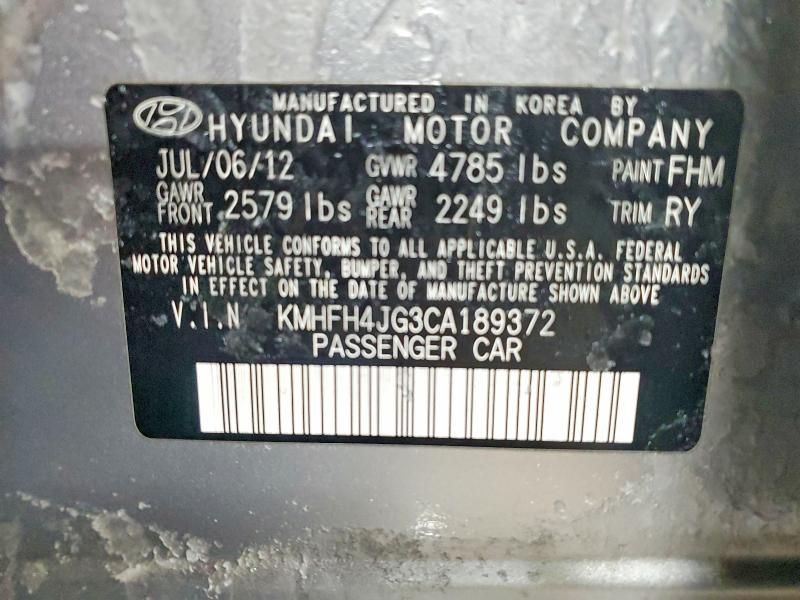 MANUFACTURED IN KOREA BY
HYUNDAI MOTOR COMPANY
JUL/06/12 GVWR 4785 lbs PAINT FHM
GAWR FRONT 2579 lbs GAWR REAR 2249 lbs TRIM RY
THIS VEHICLE CONFORMS TO ALL APPLICABLE U.S.A. FEDERAL
MOTOR VEHICLE SAFETY, BUMPER, AND THEFT PREVENTION STANDARDS
IN EFFECT ON THE DATE OF MANUFACTURE SHOWN ABOVE
V.I.N KMHFH4JG3CA189372
PASSENGER CAR